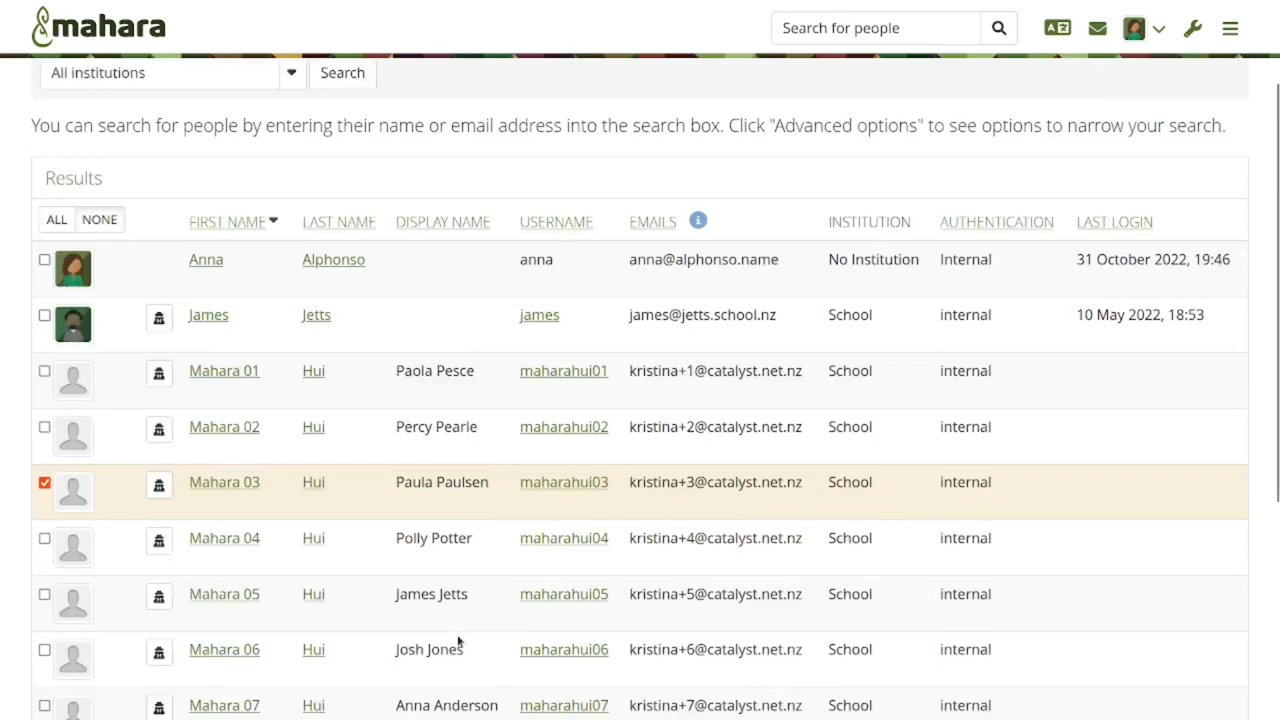 mahara
Search for people
All institutions
Search
You can search for people by entering their name or email address into the search box. Click "Advanced options" to see options to narrow your search.
Results
ALL NONE FIRST NAME LAST NAME DISPLAY NAME USERNAME EMAILS INSTITUTION AUTHENTICATION LAST LOGIN
Anna Alphonso anna anna@alphonso.name No Institution Internal 31 October 2022, 19:46
James Jetts james james@jetts.school.nz School internal 10 May 2022, 18:53
Mahara 01 Hui Paola Pesce maharahui01 kristina+1@catalyst.net.nz School internal
Mahara 02 Hui Percy Pearle maharahui02 kristina+2@catalyst.net.nz School internal
Mahara 03 Hui Paula Paulsen maharahui03 kristina+3@catalyst.net.nz School internal
Mahara 04 Hui Polly Potter maharahui04 kristina+4@catalyst.net.nz School internal
Mahara 05 Hui James Jetts maharahui05 kristina+5@catalyst.net.nz School internal
Mahara 06 Hui Josh Jones maharahui06 kristina+6@catalyst.net.nz School internal
Mahara 07 Hui Anna Anderson maharahui07 kristina+7@catalyst.net.nz School internal